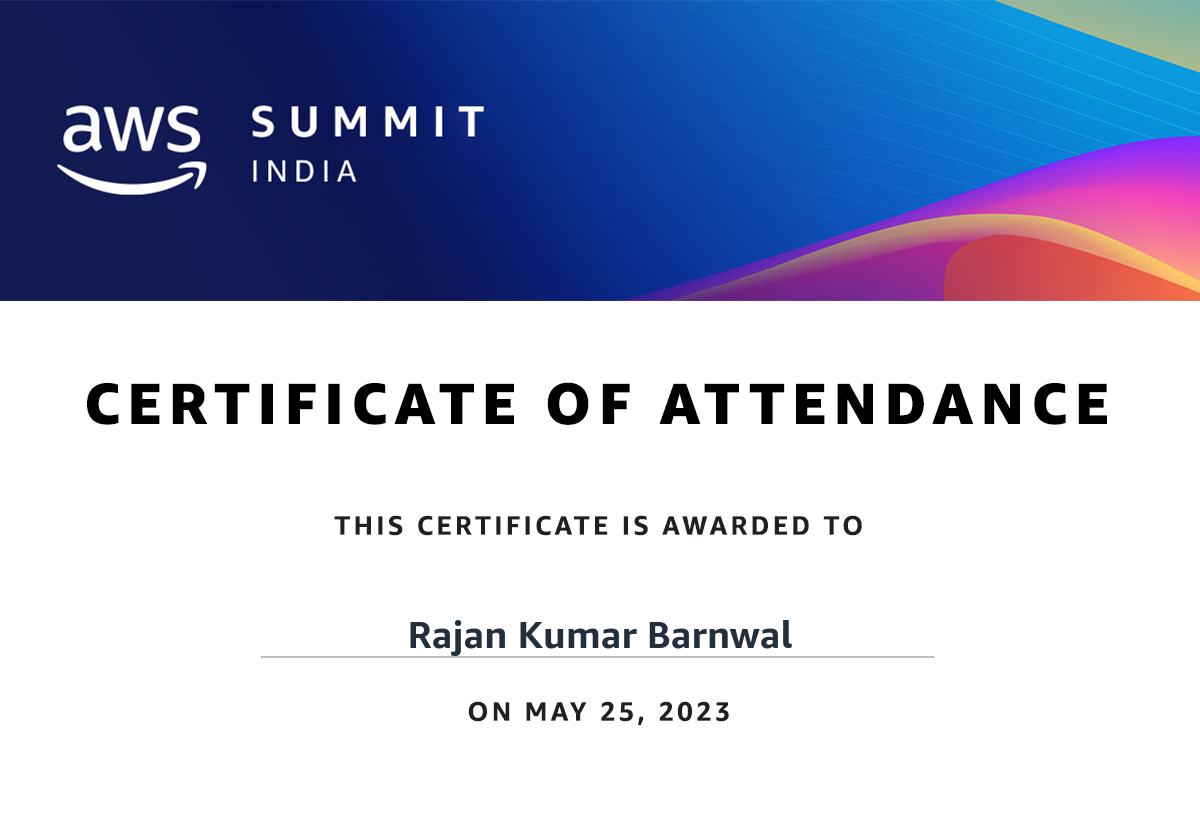 aws
SUMMIT
INDIA
CERTIFICATE OF ATTENDANCE
THIS CERTIFICATE IS AWARDED TO
Rajan Kumar Barnwal
ON MAY 25, 2023